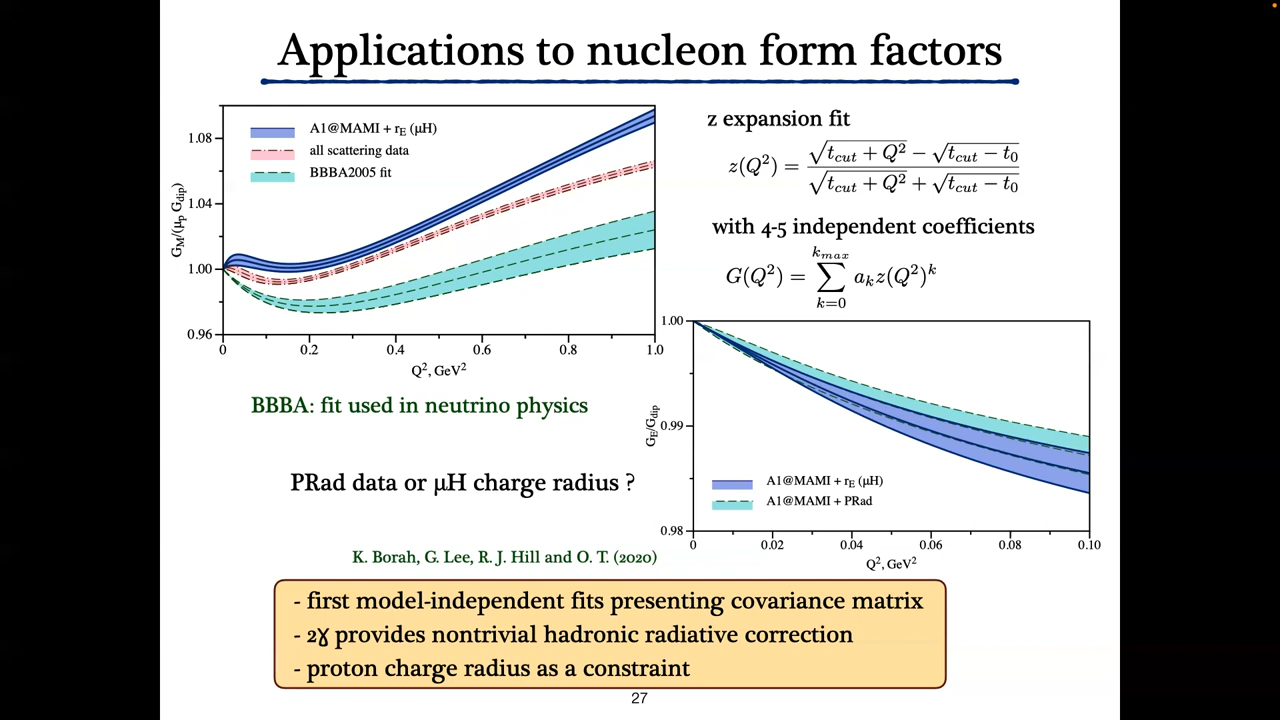 Applications to nucleon form factors
A1@MAMI + r_E (μH)
all scattering data
BBBA2005 fit
1.08
1.04
1.00
0.96
G_M/(μ_p G_dip)
0
0.2
0.4
0.6
0.8
1.0
Q², GeV²
z expansion fit
z(Q²) = (√(t_cut + Q²) − √(t_cut − t_0)) / (√(t_cut + Q²) + √(t_cut − t_0))
with 4-5 independent coefficients
G(Q²) = ∑_{k=0}^{k_max} a_k z(Q²)^k
BBBA: fit used in neutrino physics
PRad data or μH charge radius ?
1.00
0.99
0.98
G_E/G_dip
A1@MAMI + r_E (μH)
A1@MAMI + PRad
0
0.02
0.04
0.06
0.08
0.10
Q², GeV²
K. Borah, G. Lee, R. J. Hill and O. T. (2020)
- first model-independent fits presenting covariance matrix
- 2ɣ provides nontrivial hadronic radiative correction
- proton charge radius as a constraint
27